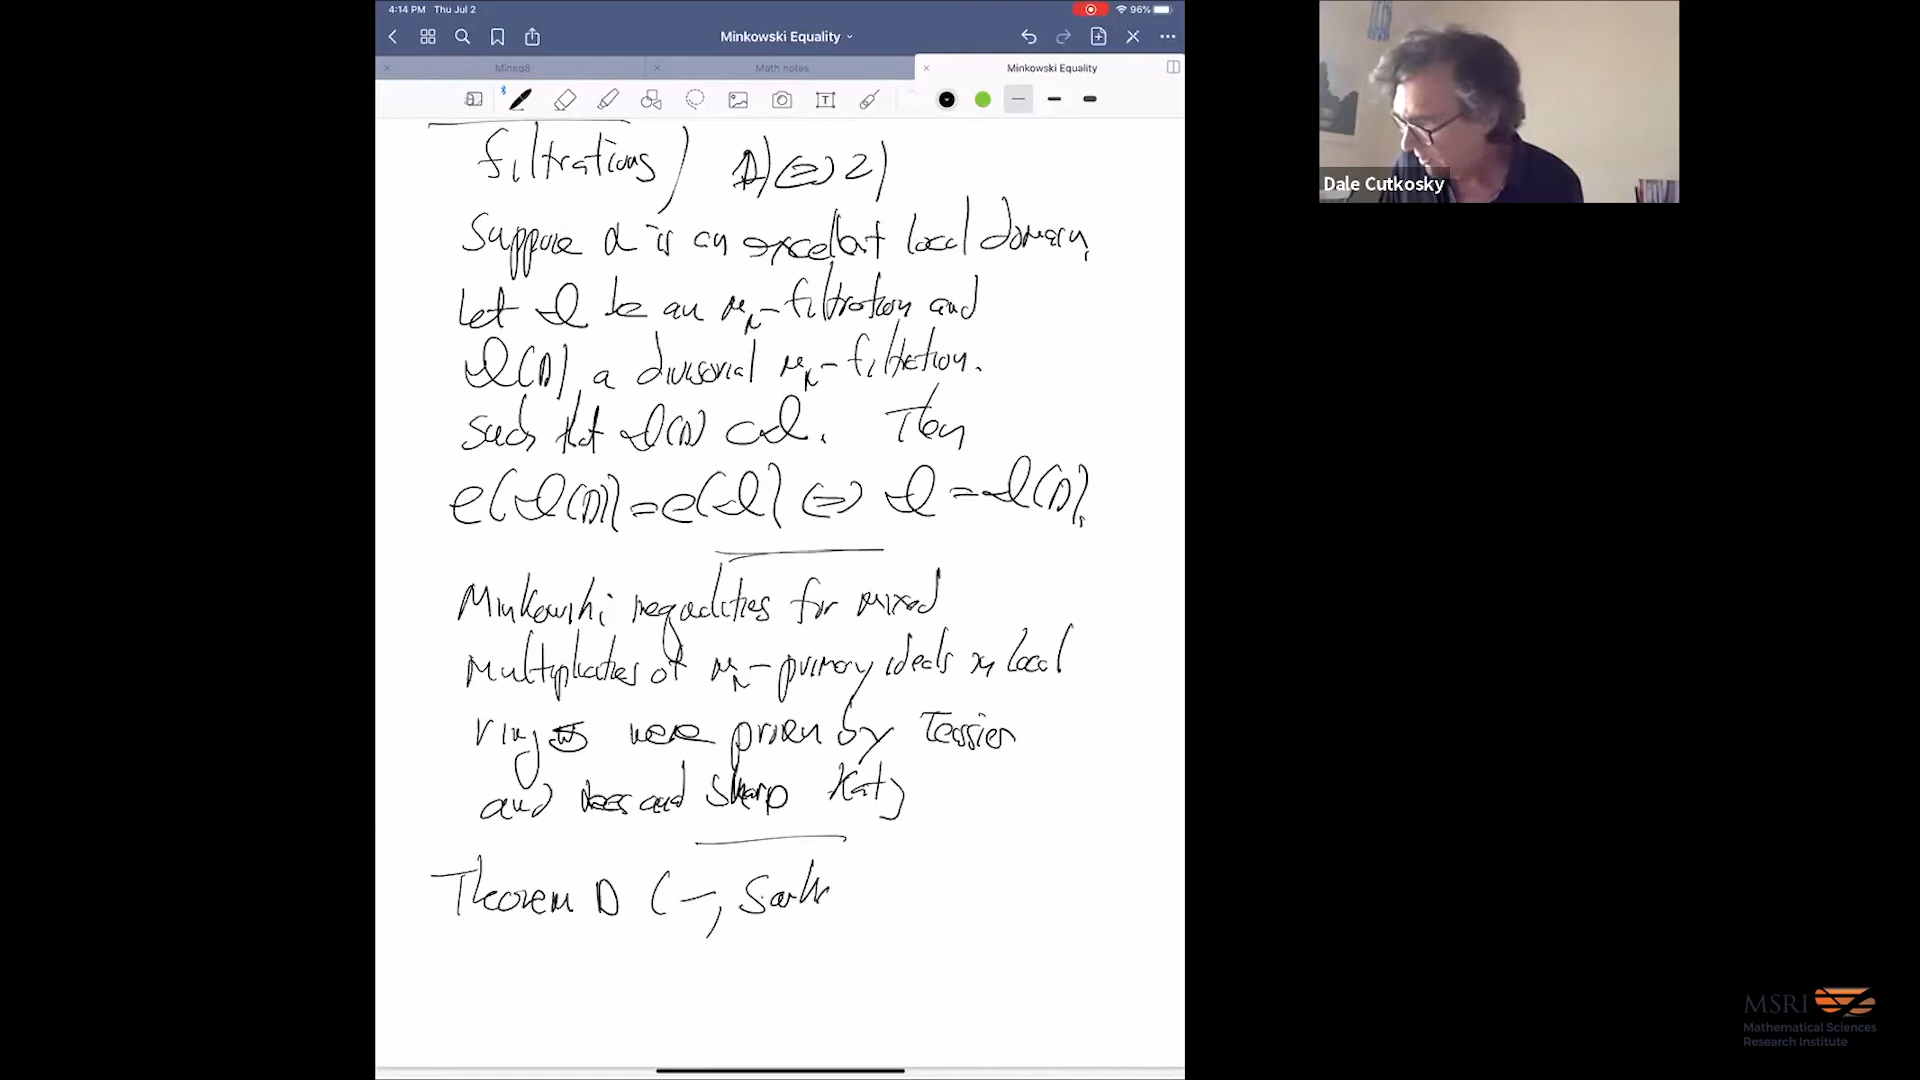 4:14 PM Thu Jul 2
96%
Minkowski Equality
Mineq8
Math notes
Minkowski Equality
filtrations) 1) ⇔ 2)
Suppose R is an excellent local domain,
Let I be an m_R-filtration and
I(D) a divisorial m_R-filtration.
such that I(D) ⊂ I. Then
e(I(D)) = e(I) ⇔ I = I(D).
Minkowski inequalities for mixed
multiplicities of m_R-primary ideals in local
rings were proven by Teissier
and Rees and Sharp Katz
Theorem D (—, Sark
Dale Cutkosky
MSRI
Mathematical Sciences
Research Institute